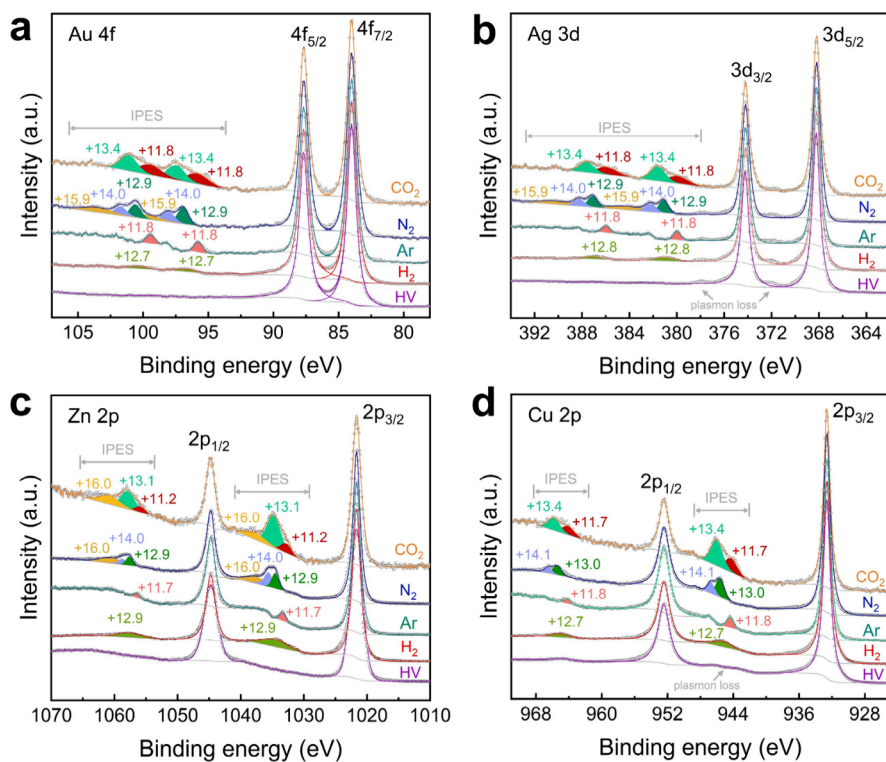 a
Au 4f
4f5/2
4f7/2
IPES
+13.4
+11.8
+13.4
+11.8
CO2
+12.9
+15.9
+14.0
+15.9
+14.0
+12.9
N2
+11.8
+11.8
Ar
+12.7
+12.7
H2
HV
Intensity (a.u.)
105 100 95 90 85 80
Binding energy (eV)
b
Ag 3d
3d5/2
3d3/2
IPES
+13.4
+11.8
+13.4
+11.8
CO2
+15.9
+14.0
+12.9
+15.9
+14.0
+12.9
N2
+11.8
+11.8
Ar
+12.8
+12.8
H2
HV
plasmon loss
Intensity (a.u.)
392 388 384 380 376 372 368 364
Binding energy (eV)
c
Zn 2p
2p3/2
2p1/2
IPES
+16.0
+13.1
+11.2
IPES
+13.1
+16.0
+11.2
CO2
+14.0
+16.0
+12.9
+14.0
+16.0
+12.9
N2
+11.7
+11.7
Ar
+12.9
+12.9
H2
HV
Intensity (a.u.)
1070 1060 1050 1040 1030 1020 1010
Binding energy (eV)
d
Cu 2p
2p3/2
2p1/2
IPES
+13.4
+11.7
IPES
+13.4
+11.7
CO2
+14.1
+13.0
+14.1
+13.0
N2
+11.8
+11.8
Ar
+12.7
+12.7
H2
HV
plasmon loss
Intensity (a.u.)
968 960 952 944 936 928
Binding energy (eV)